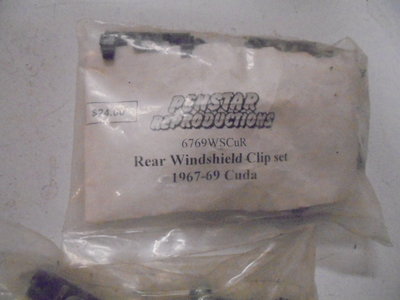 $24.00
PENSTAR
REPRODUCTIONS
6769WSCuR
Rear Windshield Clip set
1967-69 Cuda